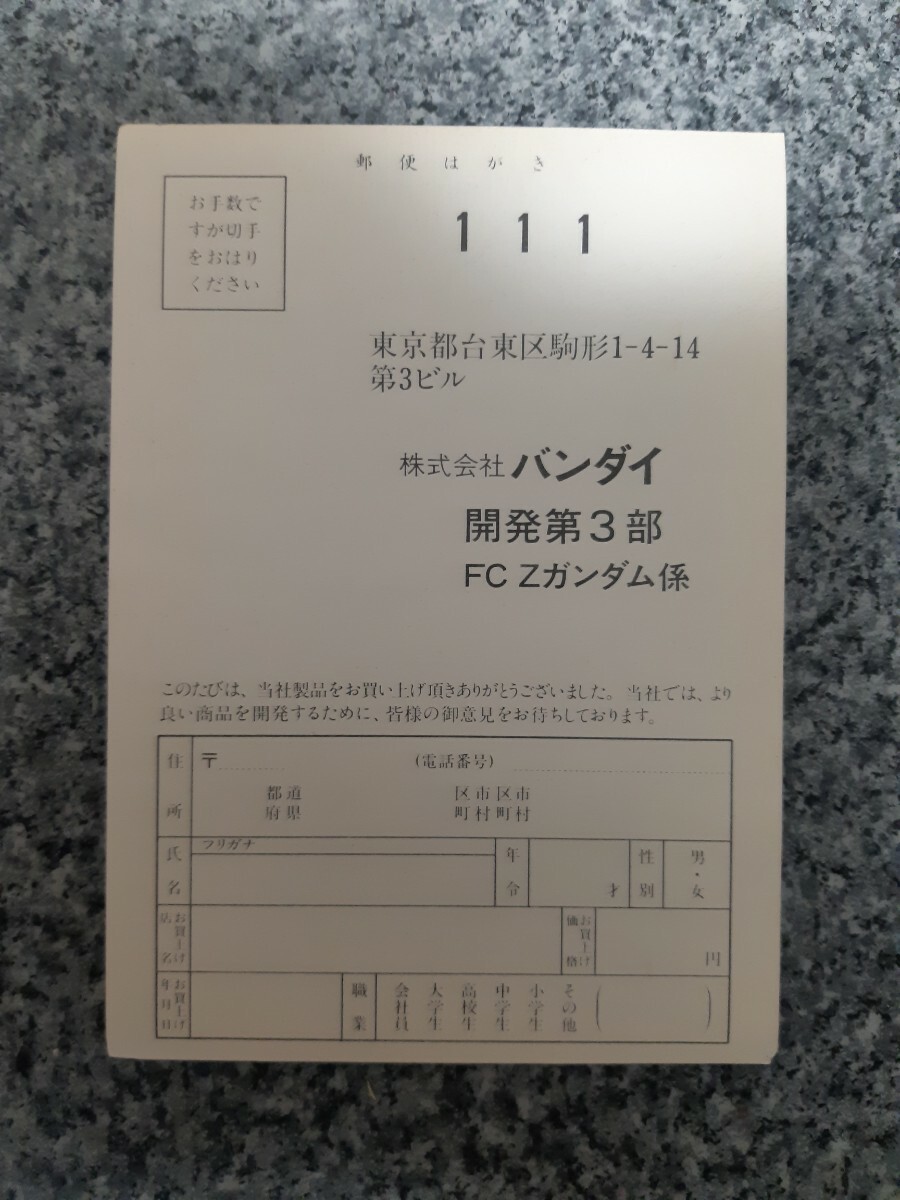 郵便はがき
お手数で
すが切手
をおはり
ください
111
東京都台東区駒形1-4-14
第3ビル
株式会社 バンダイ
開発第3部
FC Zガンダム係
このたびは、当社製品をお買い上げ頂きありがとうございました。当社では、より
良い商品を開発するために、皆様の御意見をお待ちしております。
住所
〒
(電話番号)
都道
府県
区市区市
町村町村
氏名
フリガナ
年令
才
性別
男・女
お買上げ店名
お買上げ価格
円
お買上げ年月日
職業
会社員
大学生
高校生
中学生
小学生
その他
( )